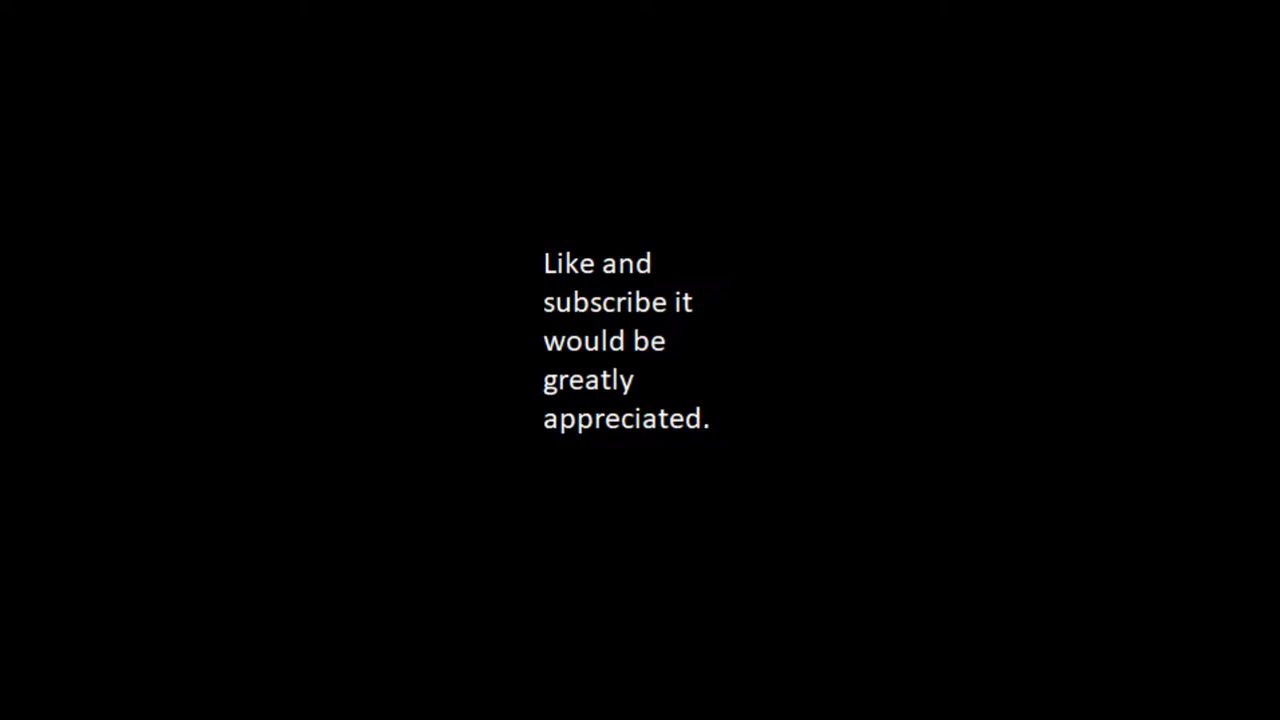 Like and
subscribe it
would be
greatly
appreciated.